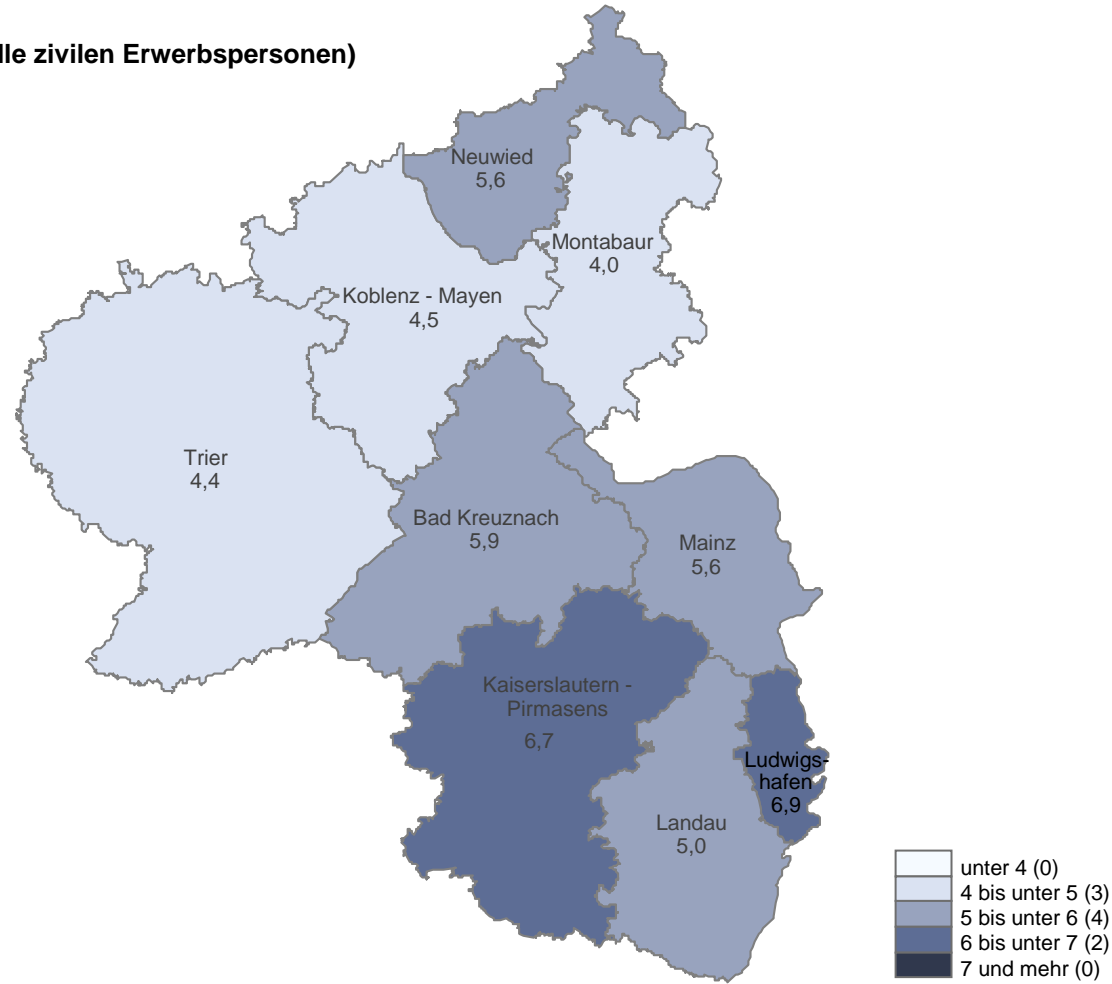 lle zivilen Erwerbspersonen)
Neuwied
5,6
Montabaur
4,0
Koblenz - Mayen
4,5
Trier
4,4
Bad Kreuznach
5,9
Mainz
5,6
Kaiserslautern -
Pirmasens
6,7
Ludwigs-
hafen
6,9
Landau
5,0
unter 4 (0)
4 bis unter 5 (3)
5 bis unter 6 (4)
6 bis unter 7 (2)
7 und mehr (0)